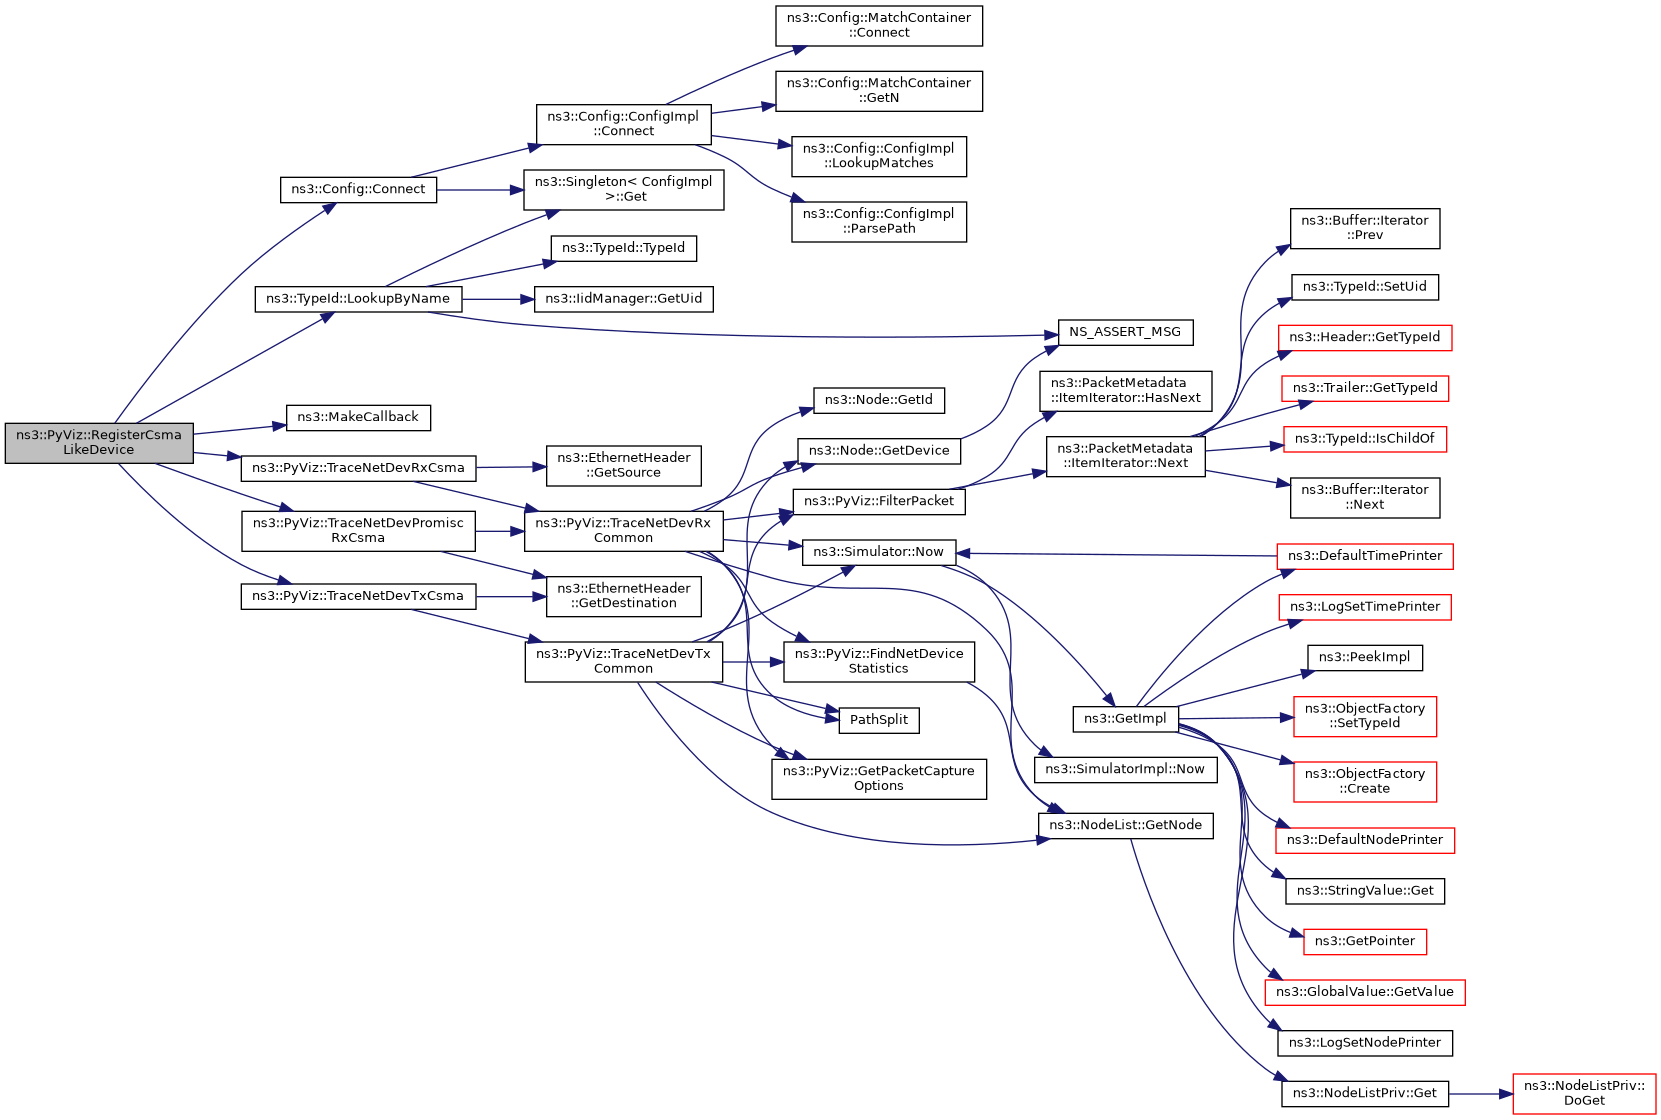 ns3::PyViz::RegisterCsma
LikeDevice
ns3::Config::Connect
ns3::TypeId::LookupByName
ns3::MakeCallback
ns3::PyViz::TraceNetDevRxCsma
ns3::PyViz::TraceNetDevPromisc
RxCsma
ns3::PyViz::TraceNetDevTxCsma
ns3::Config::ConfigImpl
::Connect
ns3::Singleton< ConfigImpl
>::Get
ns3::TypeId::TypeId
ns3::IidManager::GetUid
ns3::EthernetHeader
::GetSource
ns3::PyViz::TraceNetDevRx
Common
ns3::EthernetHeader
::GetDestination
ns3::PyViz::TraceNetDevTx
Common
ns3::Config::MatchContainer
::Connect
ns3::Config::MatchContainer
::GetN
ns3::Config::ConfigImpl
::LookupMatches
ns3::Config::ConfigImpl
::ParsePath
ns3::Node::GetId
ns3::Node::GetDevice
ns3::PyViz::FilterPacket
ns3::Simulator::Now
ns3::PyViz::FindNetDevice
Statistics
PathSplit
ns3::PyViz::GetPacketCapture
Options
NS_ASSERT_MSG
ns3::PacketMetadata
::ItemIterator::HasNext
ns3::PacketMetadata
::ItemIterator::Next
ns3::GetImpl
ns3::SimulatorImpl::Now
ns3::NodeList::GetNode
ns3::Buffer::Iterator
::Prev
ns3::TypeId::SetUid
ns3::Header::GetTypeId
ns3::Trailer::GetTypeId
ns3::TypeId::IsChildOf
ns3::Buffer::Iterator
::Next
ns3::DefaultTimePrinter
ns3::LogSetTimePrinter
ns3::PeekImpl
ns3::ObjectFactory
::SetTypeId
ns3::ObjectFactory
::Create
ns3::DefaultNodePrinter
ns3::StringValue::Get
ns3::GetPointer
ns3::GlobalValue::GetValue
ns3::LogSetNodePrinter
ns3::NodeListPriv::Get
ns3::NodeListPriv::
DoGet